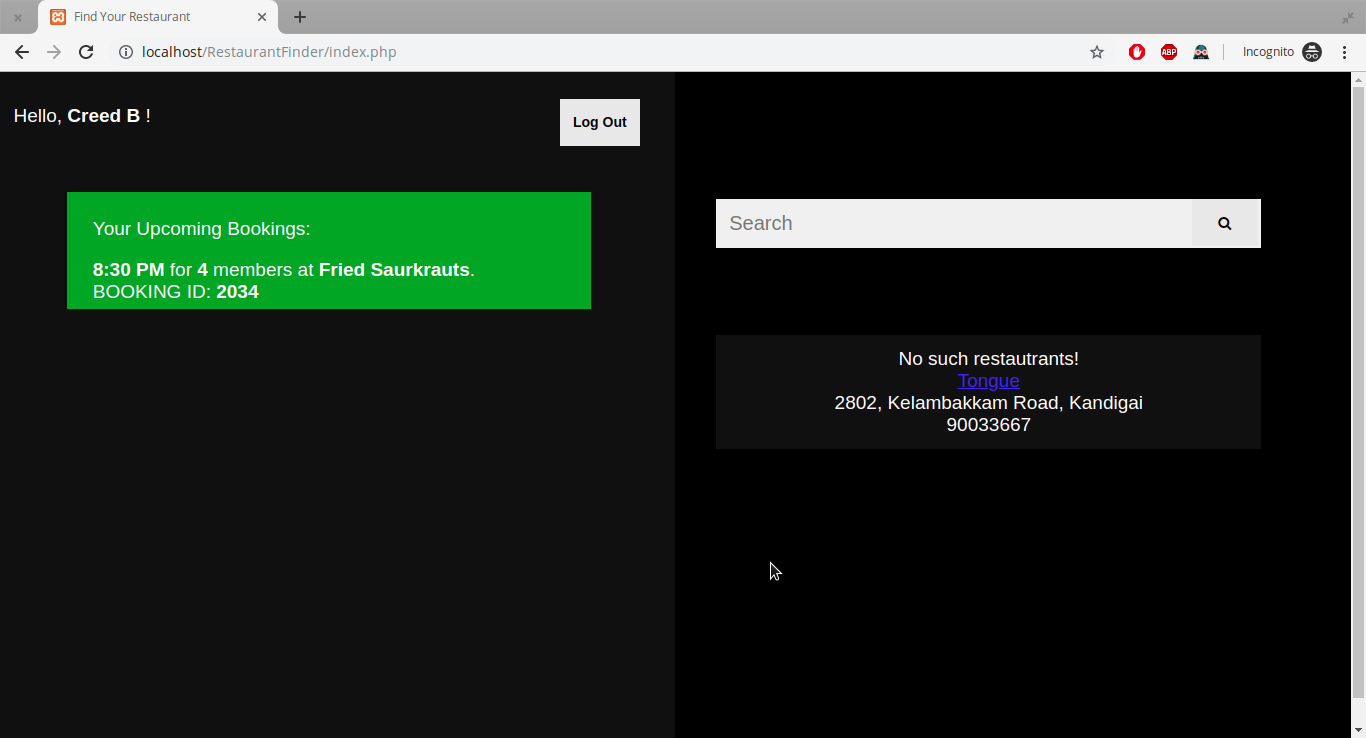 Find Your Restaurant
localhost/RestaurantFinder/index.php
ABP
Incognito
Hello, Creed B !
Log Out
Your Upcoming Bookings:
8:30 PM for 4 members at Fried Saurkrauts.
BOOKING ID: 2034
Search
No such restautrants!
Tongue
2802, Kelambakkam Road, Kandigai
90033667